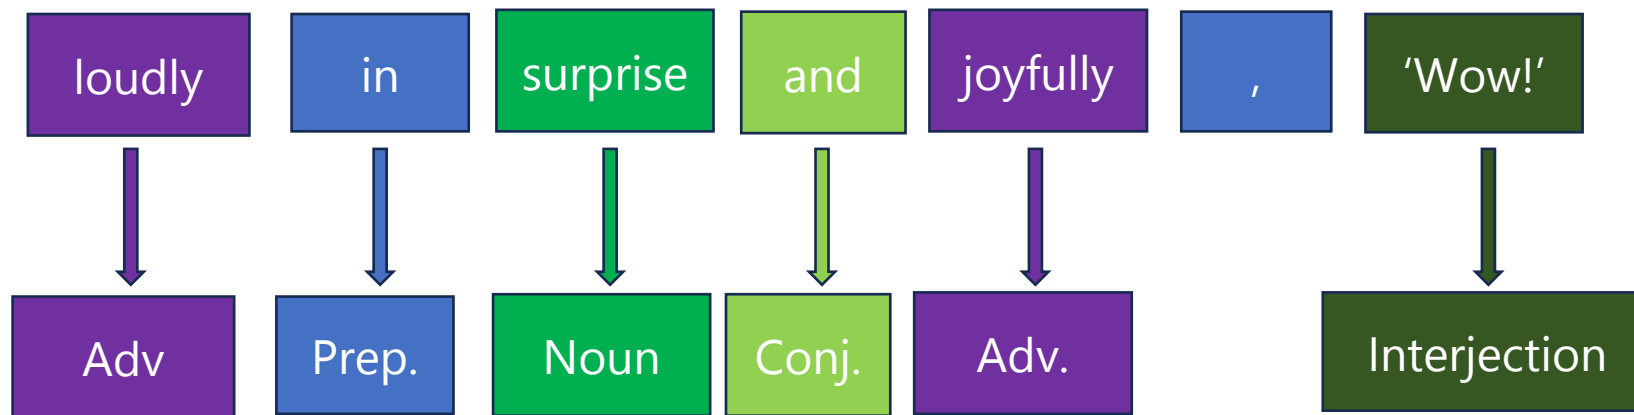 loudly in surprise and joyfully , ‘Wow!’
Adv Prep. Noun Conj. Adv. Interjection